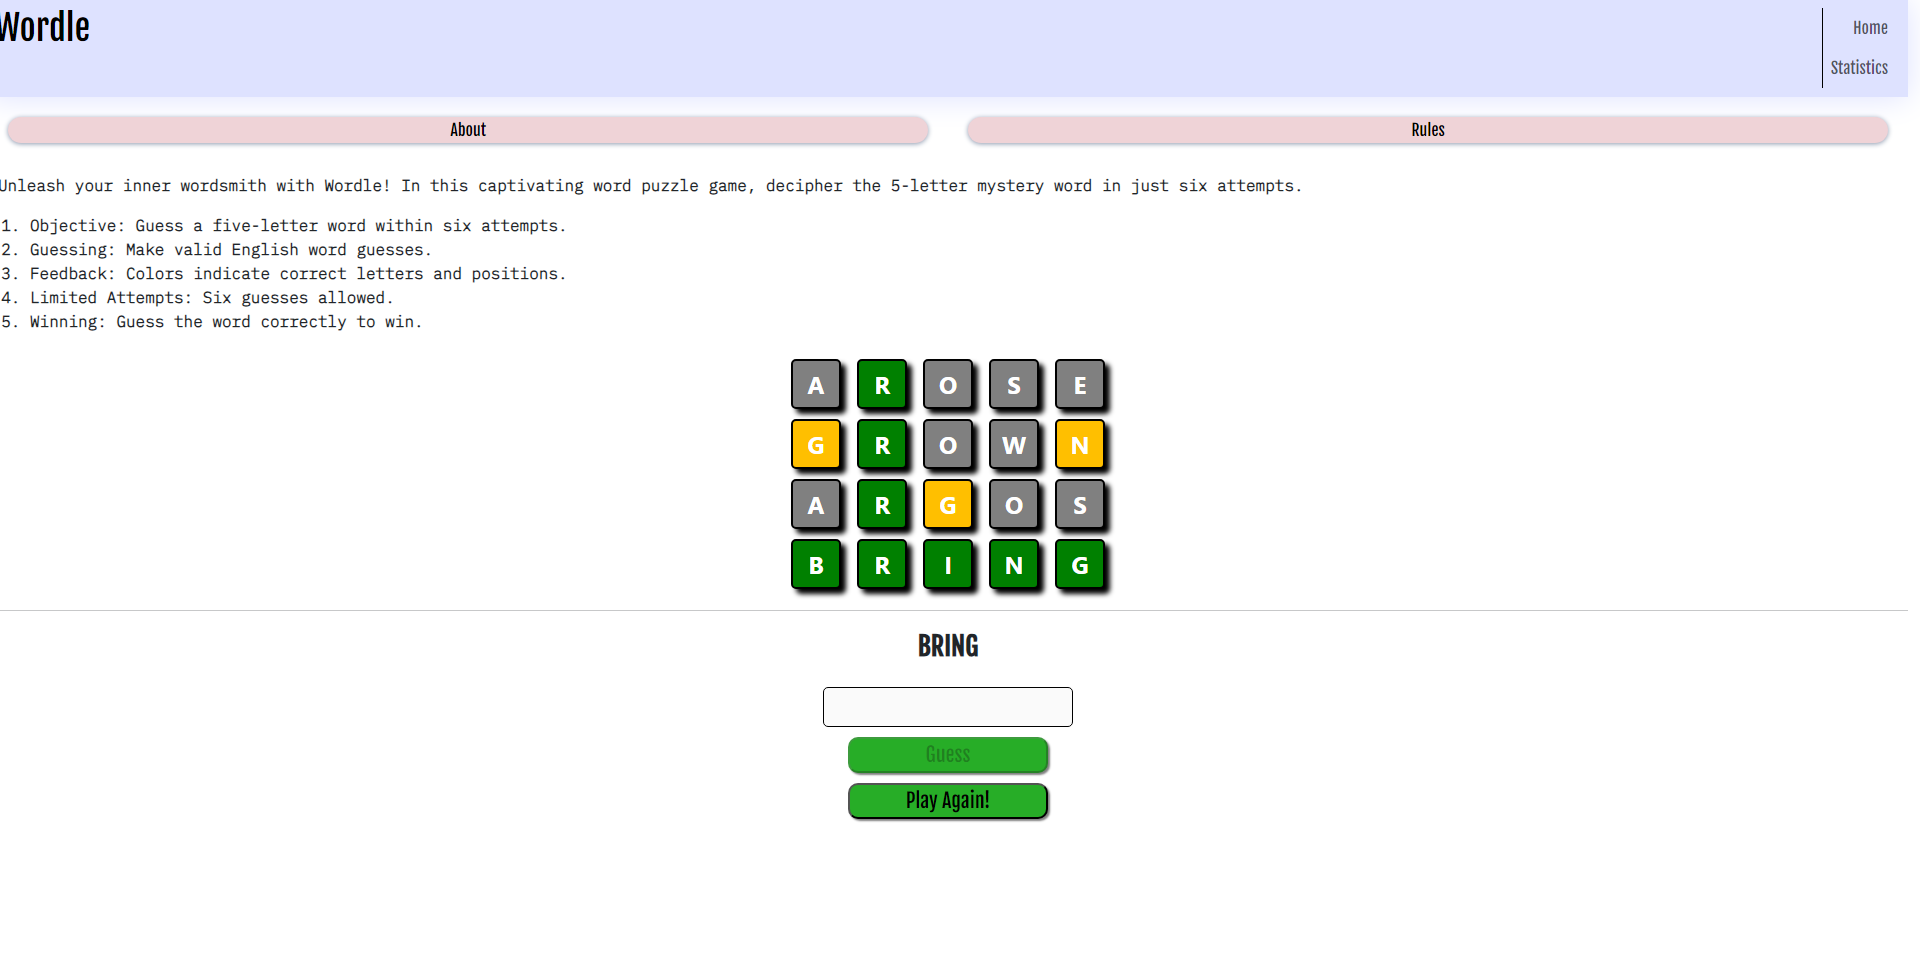 Wordle
Home
Statistics
About
Rules
Unleash your inner wordsmith with Wordle! In this captivating word puzzle game, decipher the 5-letter mystery word in just six attempts.
1. Objective: Guess a five-letter word within six attempts.
2. Guessing: Make valid English word guesses.
3. Feedback: Colors indicate correct letters and positions.
4. Limited Attempts: Six guesses allowed.
5. Winning: Guess the word correctly to win.
A R O S E
G R O W N
A R G O S
B R I N G
BRING
Guess
Play Again!